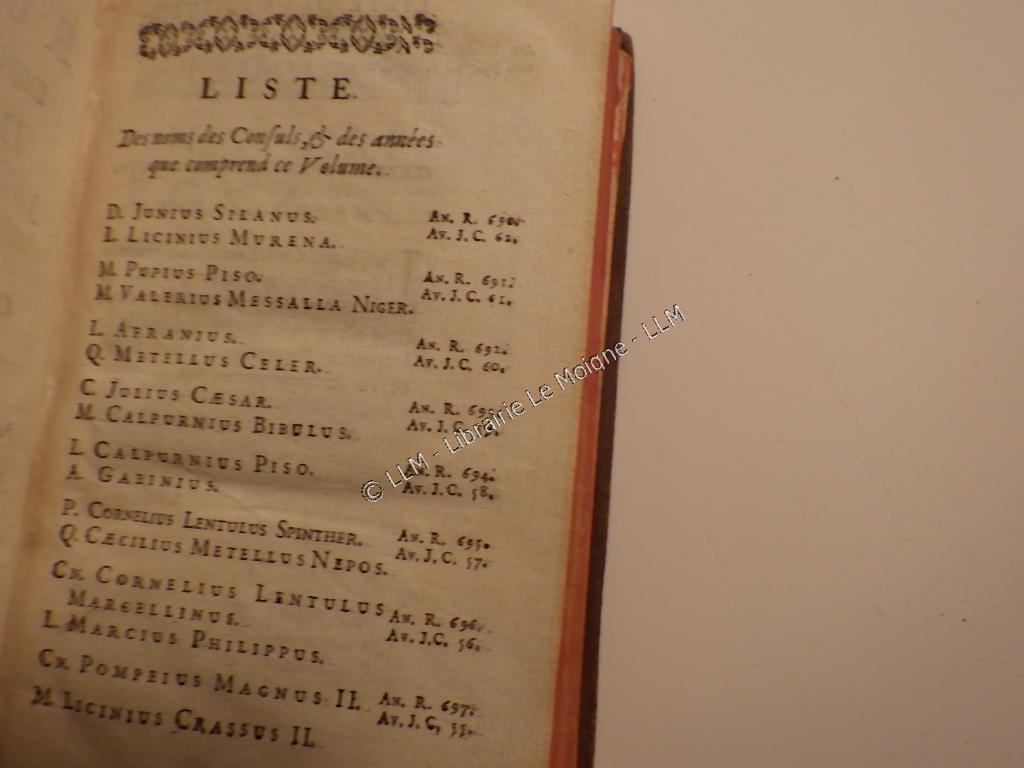 LISTE.
Des noms des Consuls, & des années
que comprend ce Volume.
D. JUNIUS SILANUS. An. R. 690.
L. LICINIUS MURENA. Av. J. C. 62.
M. PUPIUS PISO. An. R. 691.
M. VALERIUS MESSALLA NIGER. Av. J. C. 61.
L. AFRANIUS. An. R. 692.
Q. METELLUS CELER. Av. J. C. 60.
C. JULIUS CÆSAR. An. R.
M. CALPURNIUS BIBULUS. Av. J. C.
L. CALPURNIUS PISO. An. R. 694.
A. GABINIUS. Av. J. C. 58.
P. CORNELIUS LENTULUS SPINTHER. An. R. 695.
Q. CÆCILIUS METELLUS NEPOS. Av. J. C. 57.
CN. CORNELIUS LENTULUS An. R. 696.
MARCELLINUS. Av. J.C. 56.
L. MARCIUS PHILIPPUS.
CN. POMPEIUS MAGNUS II. An. R. 697.
M. LICINIUS CRASSUS II. Av. J. C, 55.
© LLM - Librairie Le Moigne - LLM